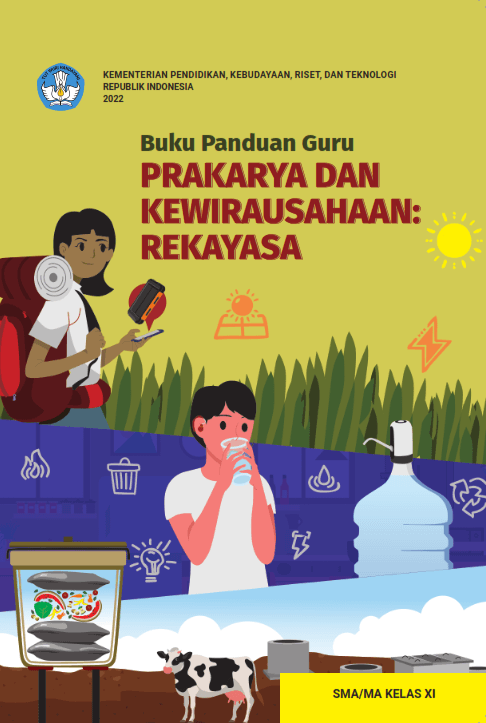 KEMENTERIAN PENDIDIKAN, KEBUDAYAAN, RISET, DAN TEKNOLOGI
REPUBLIK INDONESIA
2022
Buku Panduan Guru
PRAKARYA DAN
KEWIRAUSAHAAN:
REKAYASA
SMA/MA KELAS XI